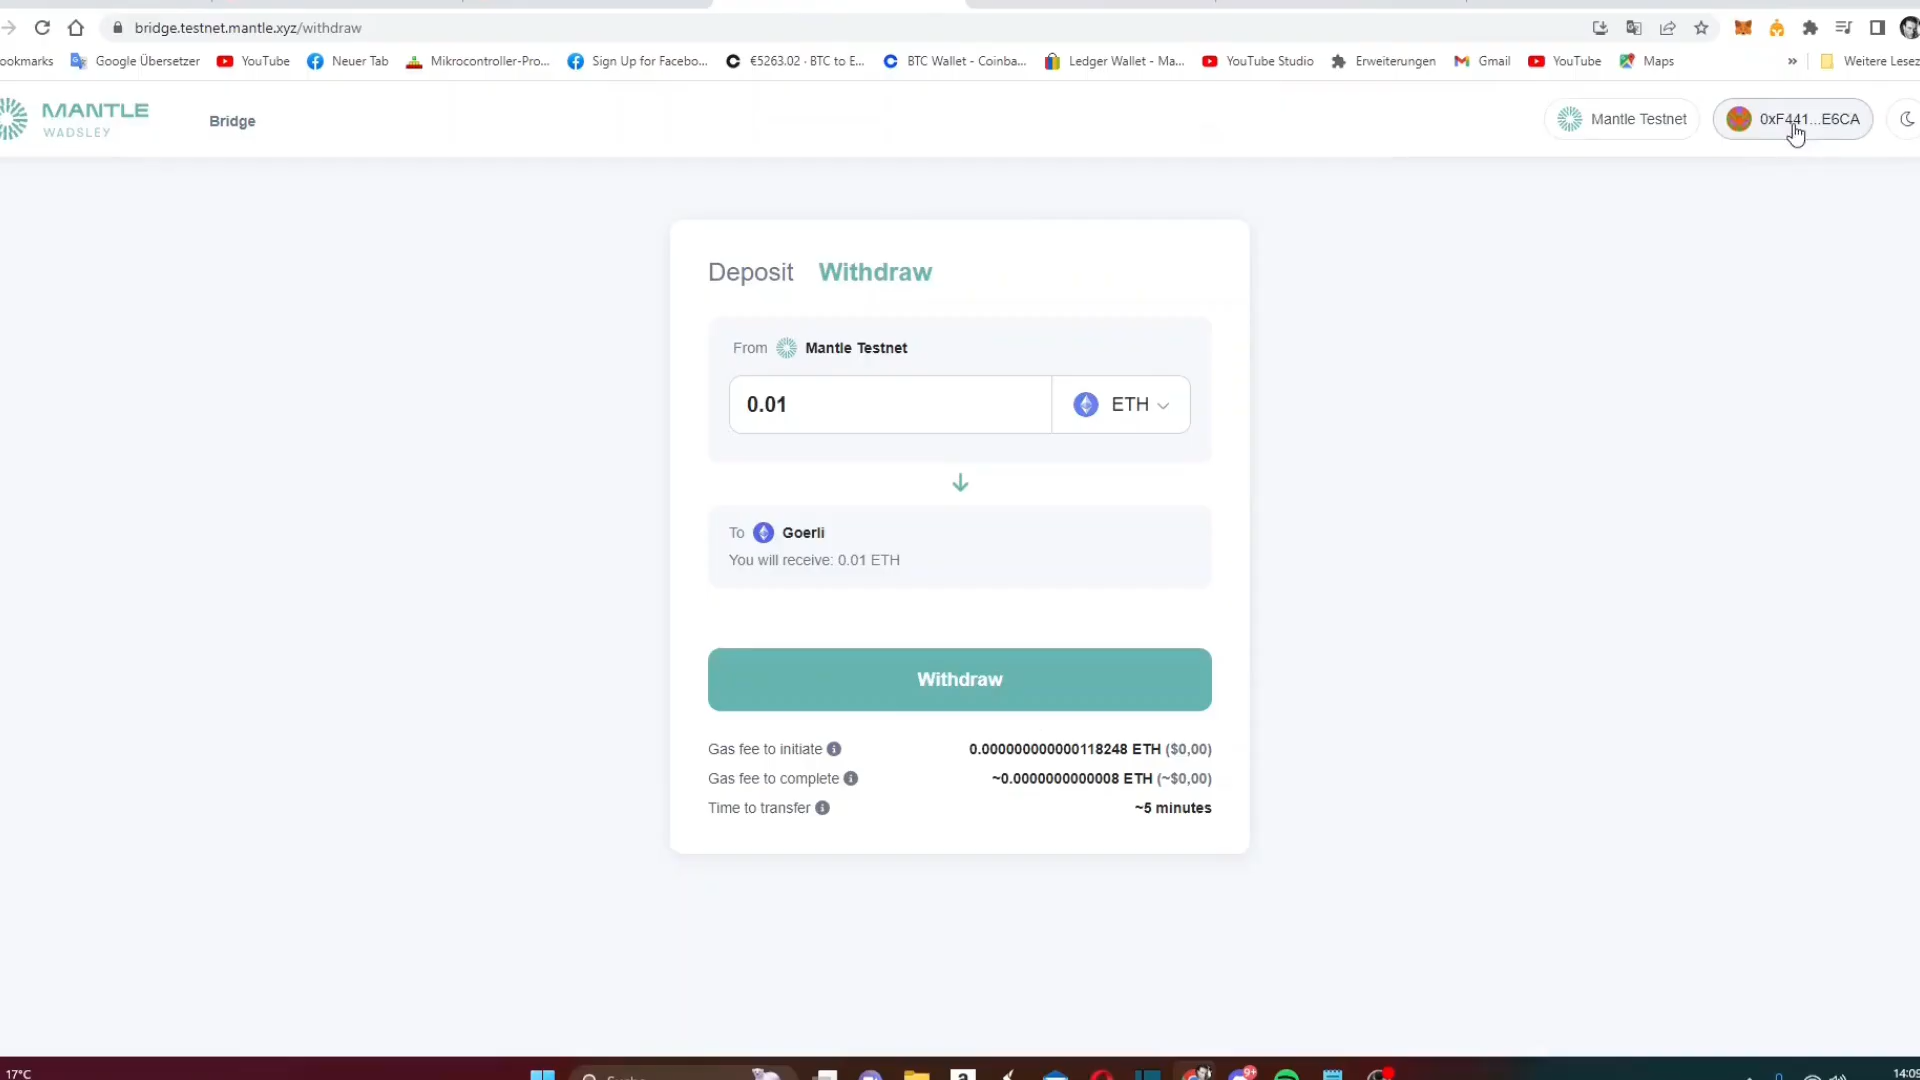 bridge.testnet.mantle.xyz/withdraw
ookmarks Google Übersetzer YouTube Neuer Tab Mikrocontroller-Pro... Sign Up for Facebo... €5263.02 · BTC to E... BTC Wallet - Coinba... Ledger Wallet - Ma... YouTube Studio Erweiterungen Gmail YouTube Maps » Weitere Lesez
MANTLE
WADSLEY
Bridge
Mantle Testnet
0xF441...E6CA
Deposit Withdraw
From Mantle Testnet
0.01 ETH
To Goerli
You will receive: 0.01 ETH
Withdraw
Gas fee to initiate 0.000000000000118248 ETH ($0,00)
Gas fee to complete ~0.0000000000008 ETH (~$0,00)
Time to transfer ~5 minutes
17°C
9+
14:09